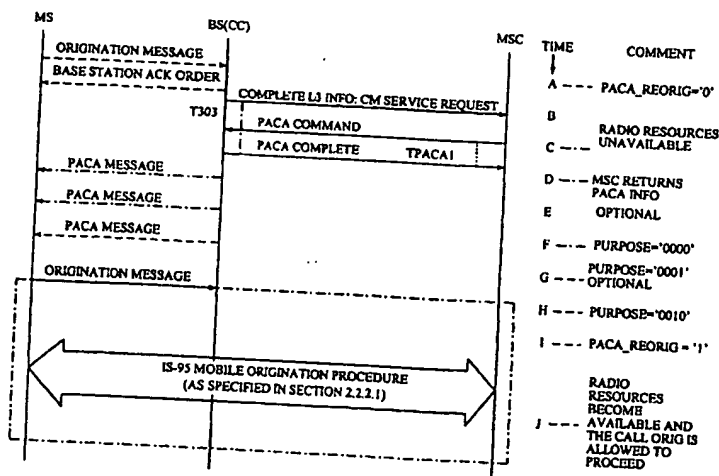 MS
BS(CC)
MSC
TIME
COMMENT
ORIGINATION MESSAGE
A
PACA_REORIG='0'
BASE STATION ACK ORDER
COMPLETE L3 INFO: CM SERVICE REQUEST
B
T303
PACA COMMAND
RADIO RESOURCES
UNAVAILABLE
C
PACA COMPLETE
TPACA1
PACA MESSAGE
D
MSC RETURNS
PACA INFO
PACA MESSAGE
E
OPTIONAL
PACA MESSAGE
F
PURPOSE='0000'
ORIGINATION MESSAGE
G
PURPOSE='0001'
OPTIONAL
H
PURPOSE='0010'
I
PACA_REORIG = '1'
IS-95 MOBILE ORIGINATION PROCEDURE
(AS SPECIFIED IN SECTION 2.2.2.1)
J
RADIO
RESOURCES
BECOME
AVAILABLE AND
THE CALL ORIG IS
ALLOWED TO
PROCEED